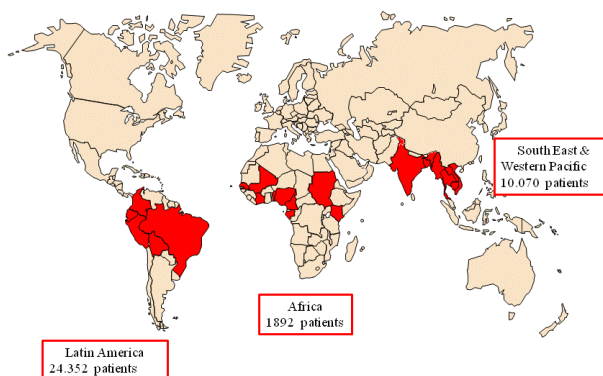 South East &
Western Pacific
10.070 patients
Africa
1892 patients
Latin America
24.352 patients